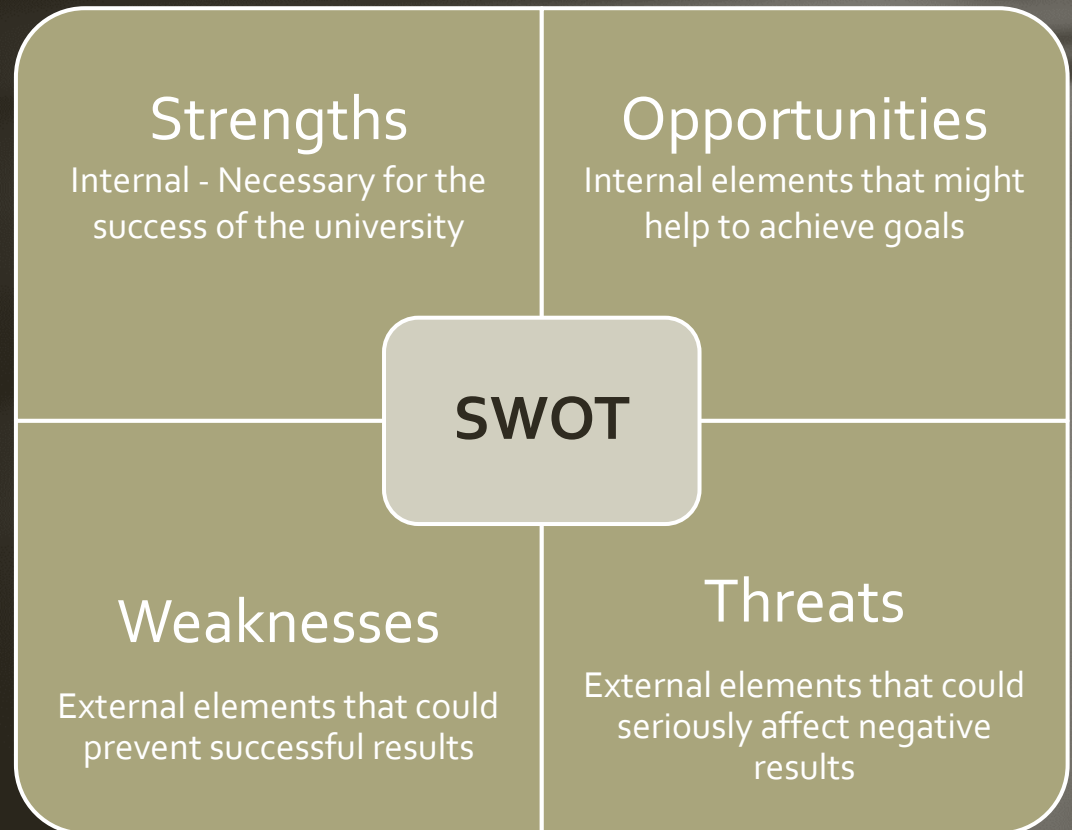 Strengths
Internal - Necessary for the
success of the university
Opportunities
Internal elements that might
help to achieve goals
SWOT
Weaknesses
External elements that could
prevent successful results
Threats
External elements that could
seriously affect negative
results